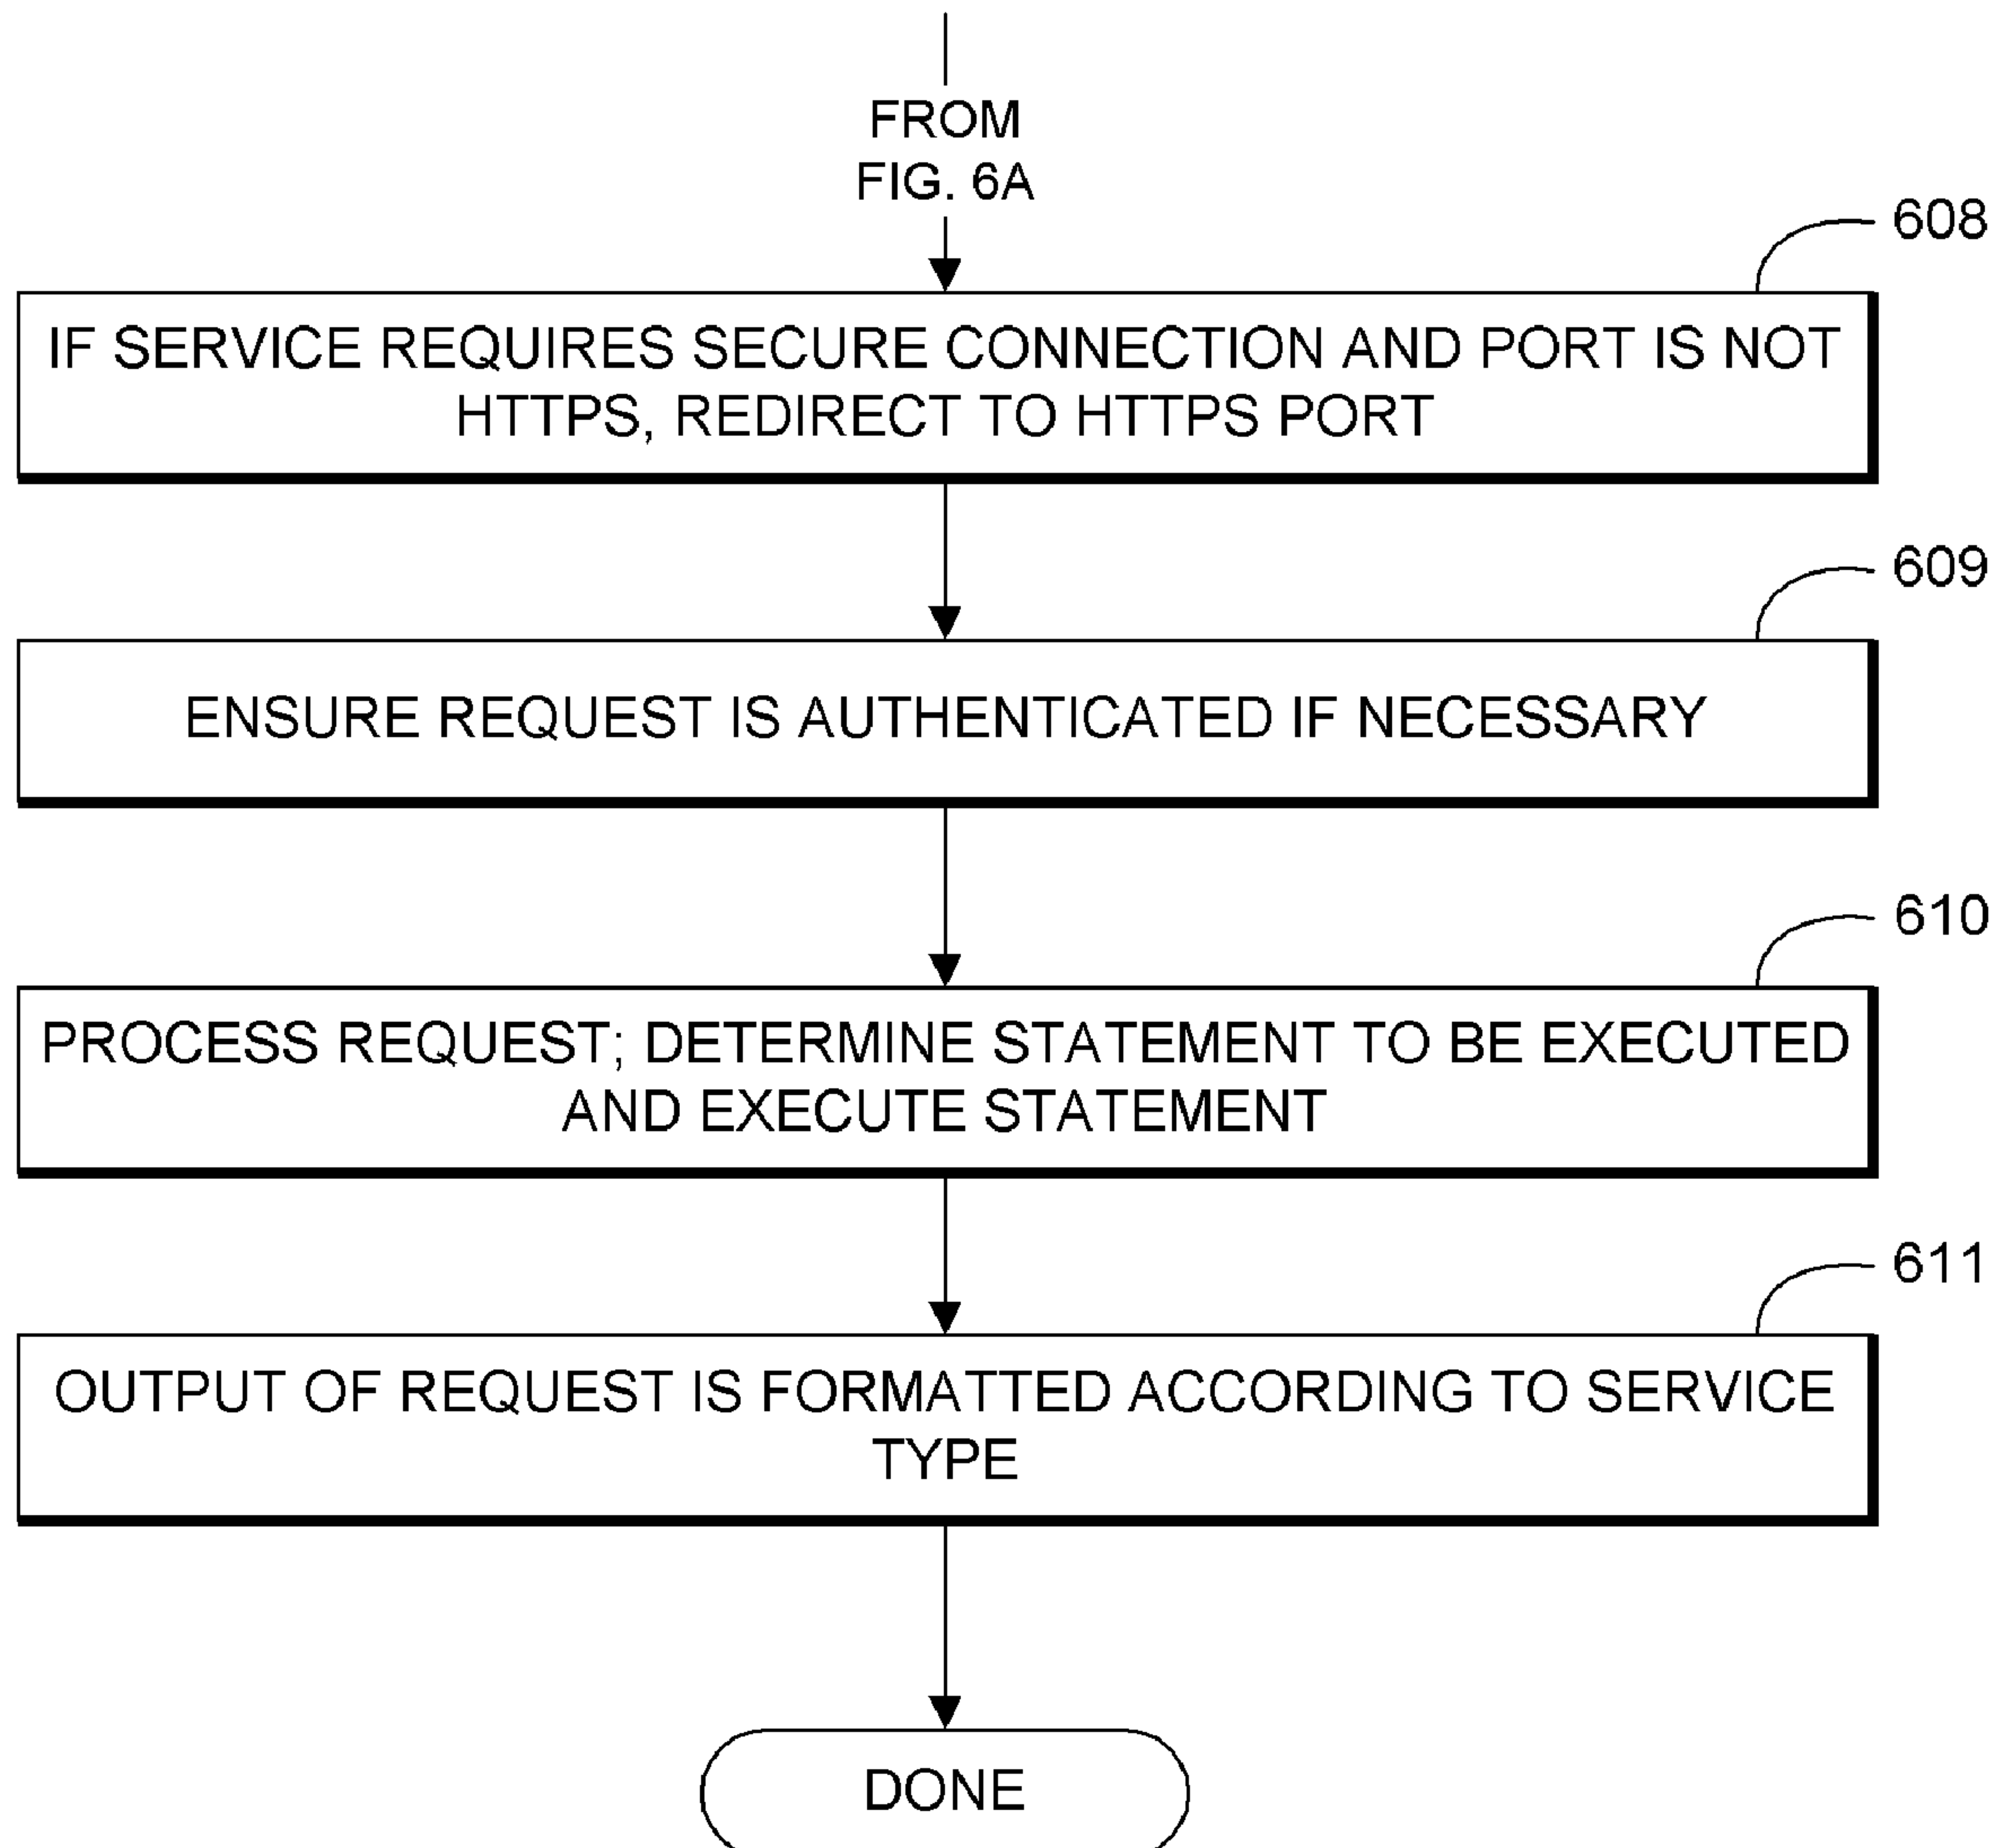 FROM
FIG. 6A
608
IF SERVICE REQUIRES SECURE CONNECTION AND PORT IS NOT
HTTPS, REDIRECT TO HTTPS PORT
609
ENSURE REQUEST IS AUTHENTICATED IF NECESSARY
610
PROCESS REQUEST; DETERMINE STATEMENT TO BE EXECUTED
AND EXECUTE STATEMENT
611
OUTPUT OF REQUEST IS FORMATTED ACCORDING TO SERVICE
TYPE
DONE